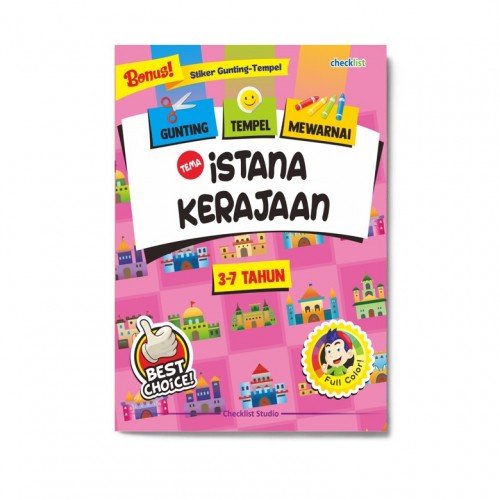 Bonus!
Stiker Gunting-Tempel
checklist
GUNTING
TEMPEL
MEWARNAI
TEMA
iSTANA
KERAJAAN
3-7 TAHUN
BEST
CHOiCE!
Full Color!
Checklist Studio